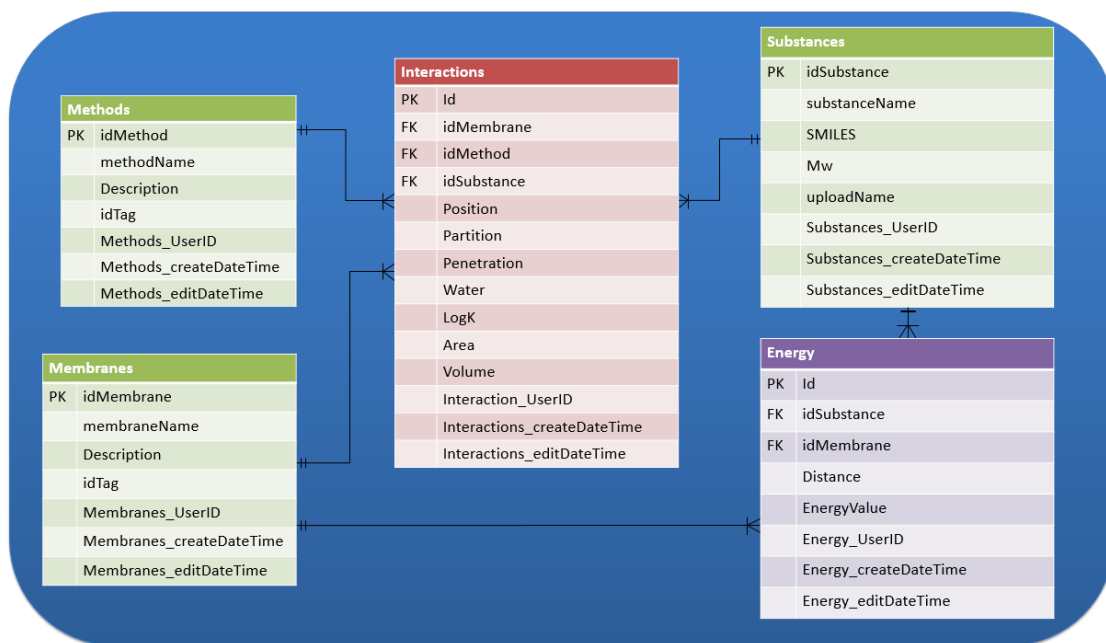 Methods
PK idMethod
methodName
Description
idTag
Methods_UserID
Methods_createDateTime
Methods_editDateTime
Membranes
PK idMembrane
membraneName
Description
idTag
Membranes_UserID
Membranes_createDateTime
Membranes_editDateTime
Interactions
PK Id
FK idMembrane
FK idMethod
FK idSubstance
Position
Partition
Penetration
Water
LogK
Area
Volume
Interaction_UserID
Interactions_createDateTime
Interactions_editDateTime
Substances
PK idSubstance
substanceName
SMILES
Mw
uploadName
Substances_UserID
Substances_createDateTime
Substances_editDateTime
Energy
PK Id
FK idSubstance
FK idMembrane
Distance
EnergyValue
Energy_UserID
Energy_createDateTime
Energy_editDateTime